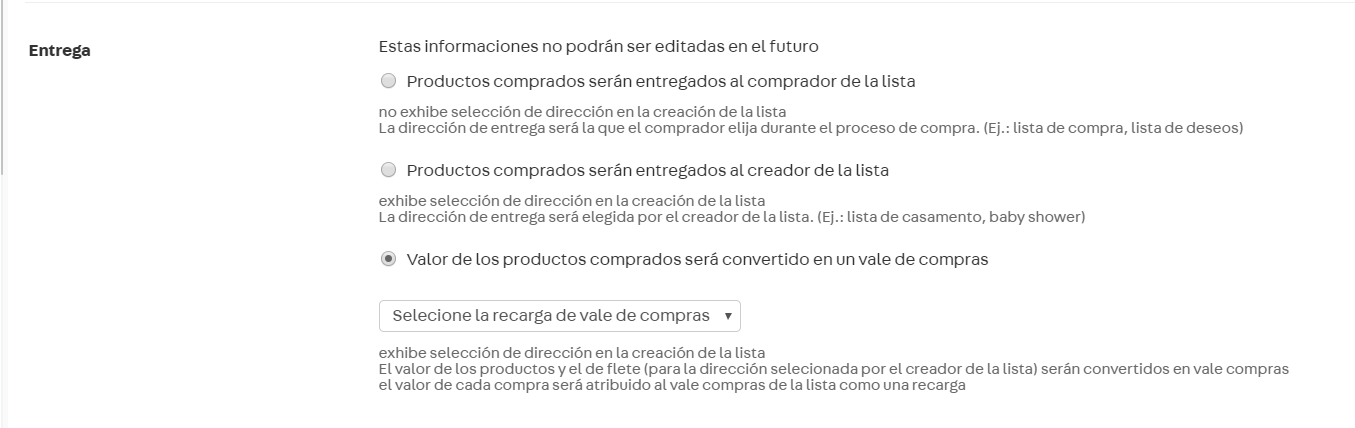 Entrega
Estas informaciones no podrán ser editadas en el futuro
Productos comprados serán entregados al comprador de la lista
no exhibe selección de dirección en la creación de la lista
La dirección de entrega será la que el comprador elija durante el proceso de compra. (Ej.: lista de compra, lista de deseos)
Productos comprados serán entregados al creador de la lista
exhibe selección de dirección en la creación de la lista
La dirección de entrega será elegida por el creador de la lista. (Ej.: lista de casamento, baby shower)
Valor de los productos comprados será convertido en un vale de compras
Selecione la recarga de vale de compras
exhibe selección de dirección en la creación de la lista
El valor de los productos y el de flete (para la dirección selecionada por el creador de la lista) serán convertidos en vale compras
el valor de cada compra será atribuido al vale compras de la lista como una recarga